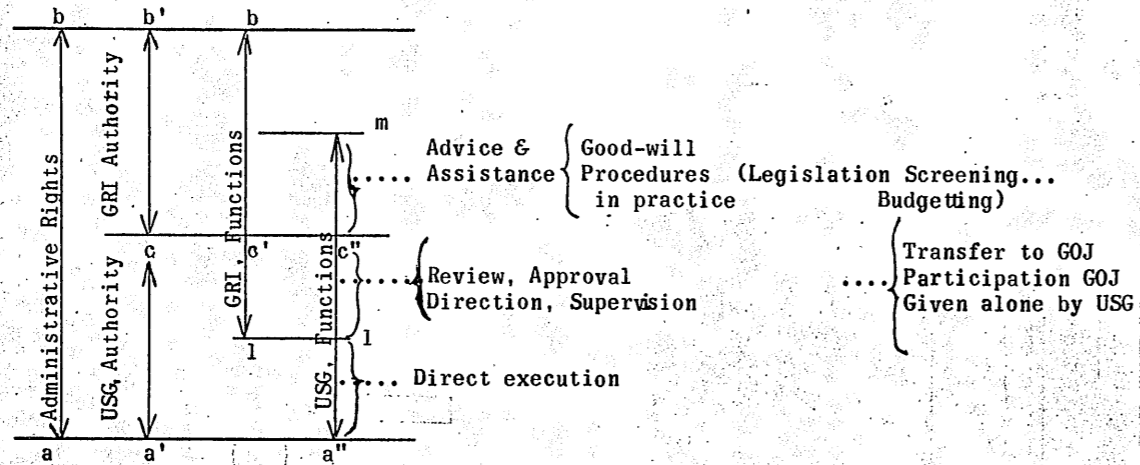 b b' b
m
Advice & Good-will
Assistance Procedures (Legislation Screening...
in practice Budgetting)
Administrative Rights
GRI Authority
GRI, Functions
USG, Authority
USG, Functions
.....
c c' c"
Review, Approval
Direction, Supervision
.... Transfer to GOJ
Participation GOJ
Given alone by USG
l l
..... Direct execution
a a' a"